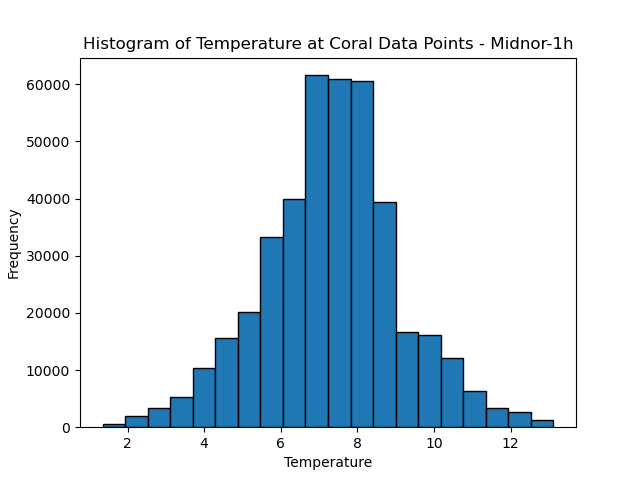 Histogram of Temperature at Coral Data Points - Midnor-1h
60000
50000
40000
30000
20000
10000
0
Frequency
2 4 6 8 10 12
Temperature